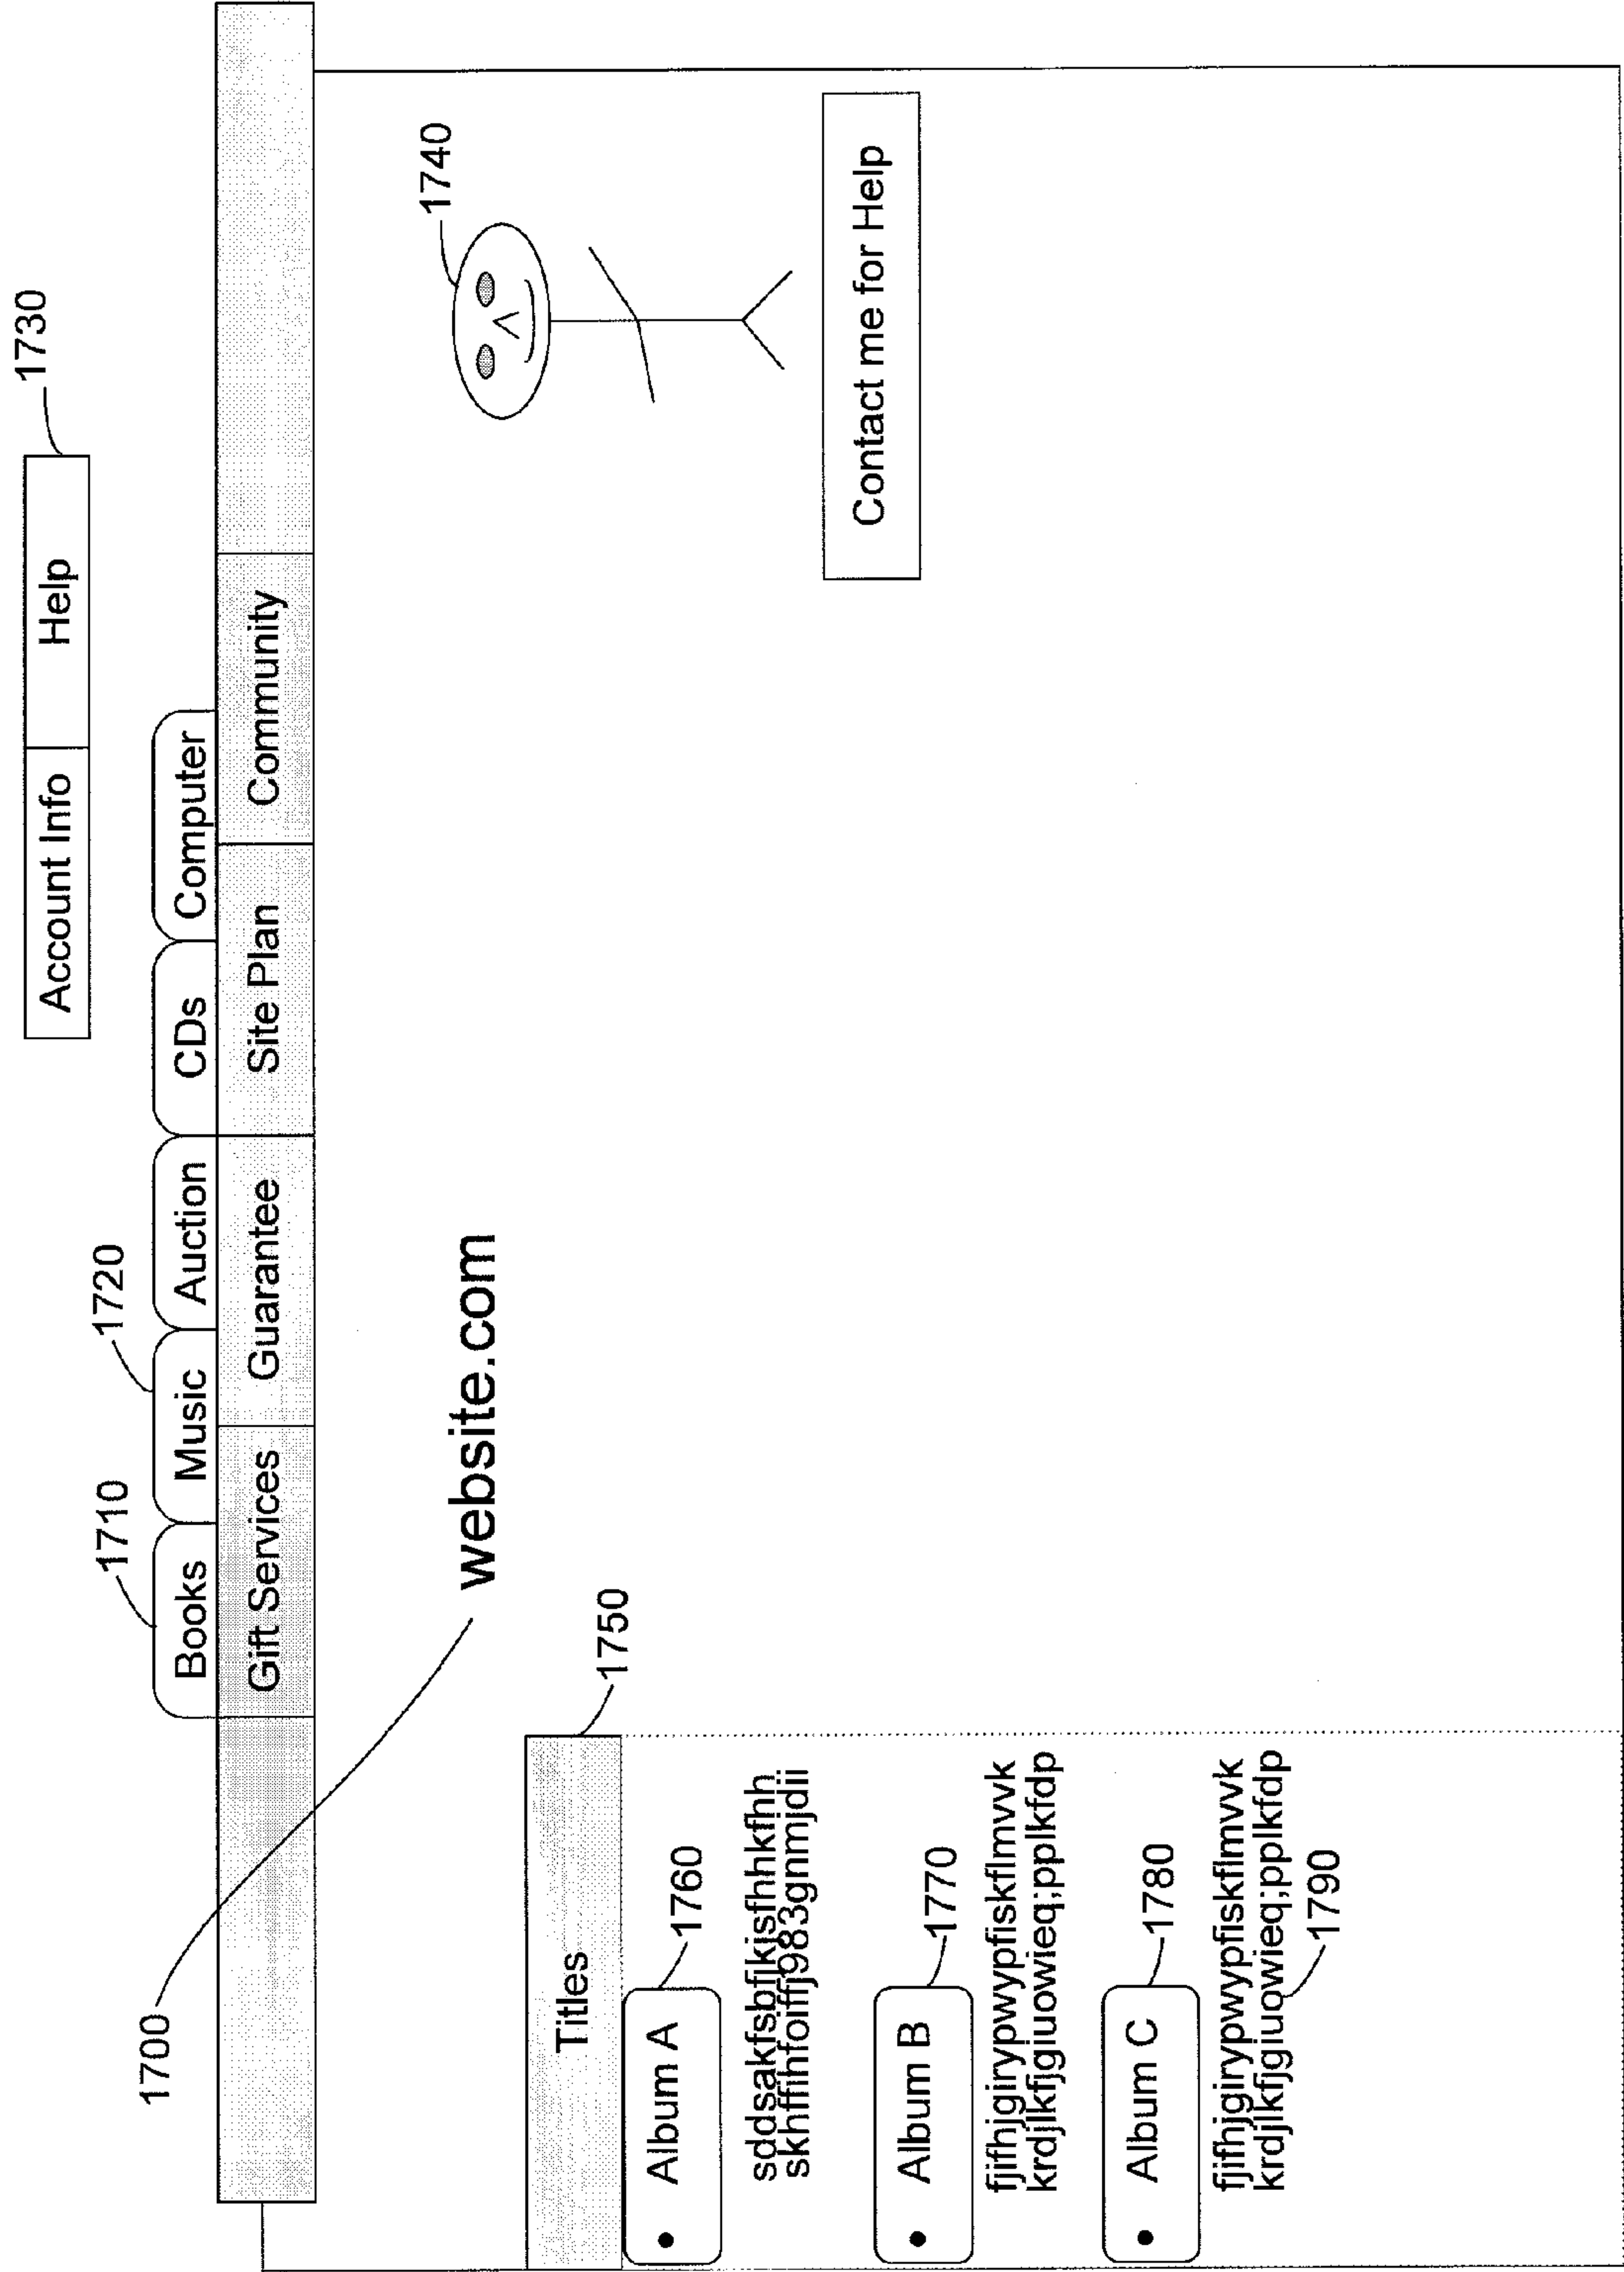 1730
Account Info Help
1710
1720
Books Music Auction CDs Computer
Gift Services Guarantee Site Plan Community
1700
website.com
1740
Contact me for Help
1750
Titles
• Album A
1760
sddsakfsbfjkjsfhhkfhh
skhffihfoiffj983gnmjdii
• Album B
1770
fjifhjgirypwypfiskflmvvk
krdjlkfjgiuowieq;pplkfdp
• Album C
1780
fjifhjgirypwypfiskflmvvk
krdjlkfjgiuowieq;pplkfdp
1790